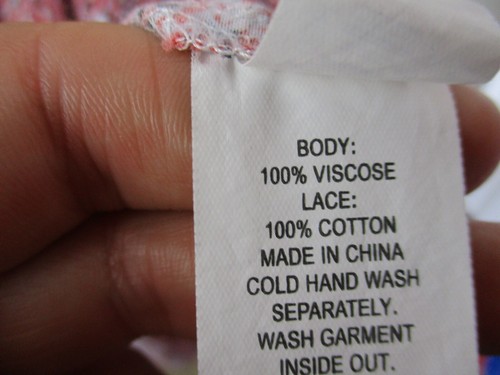 BODY:
100% VISCOSE
LACE:
100% COTTON
MADE IN CHINA
COLD HAND WASH
SEPARATELY.
WASH GARMENT
INSIDE OUT.